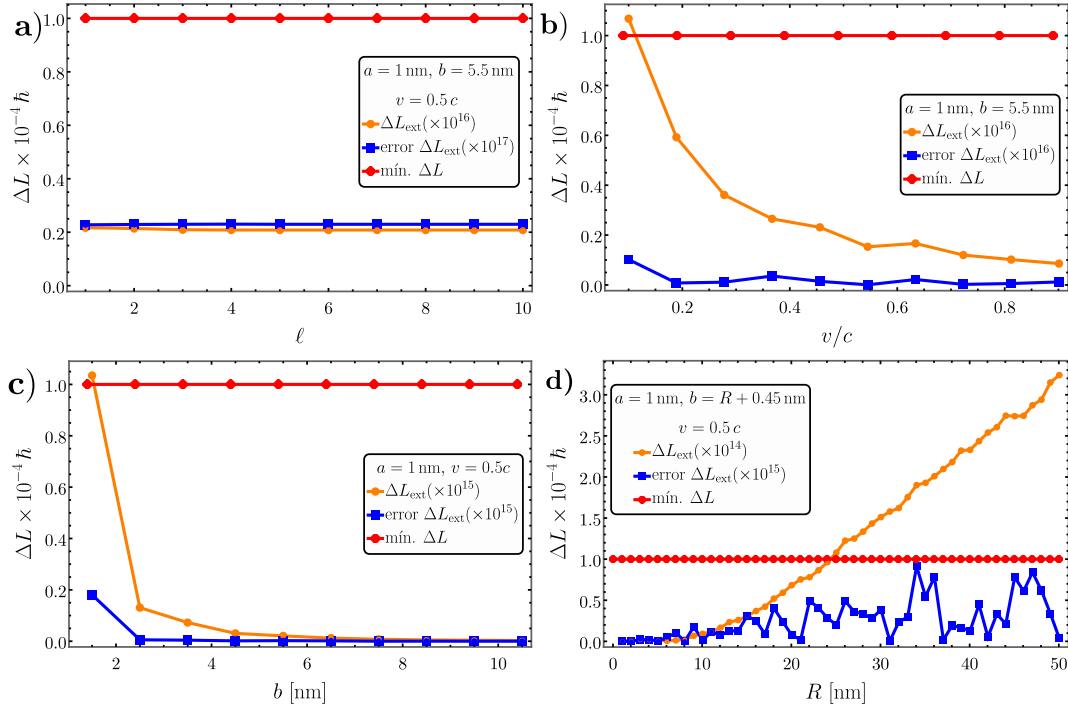 a)
1.0
0.8
0.6
0.4
0.2
0.0
ΔL × 10⁻⁴ ℏ
a = 1 nm, b = 5.5 nm
v = 0.5 c
ΔL_ext(×10¹⁶)
error ΔL_ext(×10¹⁷)
mín. ΔL
2 4 6 8 10
ℓ
b)
1.0
0.8
0.6
0.4
0.2
0.0
ΔL × 10⁻⁴ ℏ
a = 1 nm, b = 5.5 nm
ΔL_ext(×10¹⁶)
error ΔL_ext(×10¹⁶)
mín. ΔL
0.2 0.4 0.6 0.8
v/c
c)
1.0
0.8
0.6
0.4
0.2
0.0
ΔL × 10⁻⁴ ℏ
a = 1 nm, v = 0.5c
ΔL_ext(×10¹⁵)
error ΔL_ext(×10¹⁵)
mín. ΔL
2 4 6 8 10
b [nm]
d)
3.0
2.5
2.0
1.5
1.0
0.5
0.0
ΔL × 10⁻⁴ ℏ
a = 1 nm, b = R + 0.45 nm
v = 0.5 c
ΔL_ext(×10¹⁴)
error ΔL_ext(×10¹⁵)
mín. ΔL
0 10 20 30 40 50
R [nm]